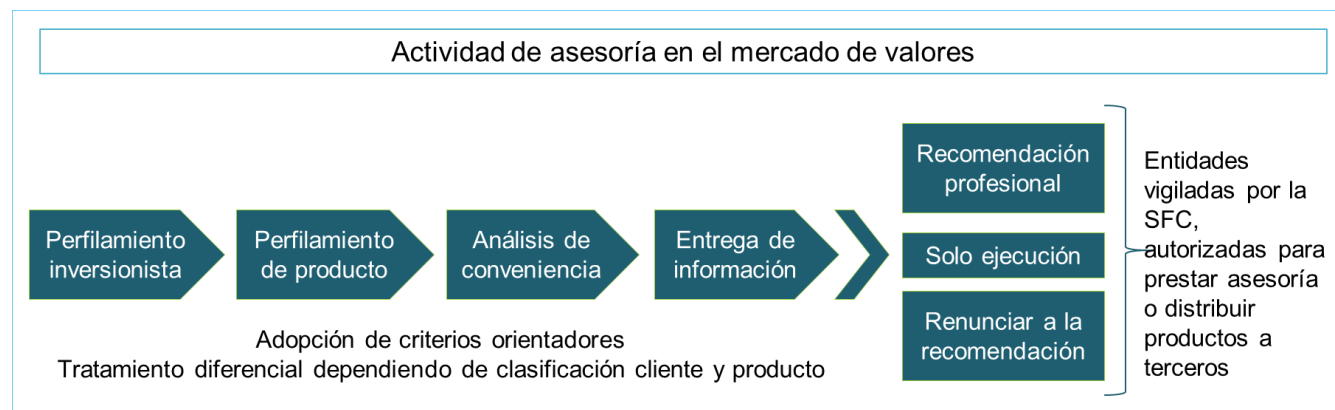 Actividad de asesoría en el mercado de valores
Perfilamiento
inversionista
Perfilamiento
de producto
Análisis de
conveniencia
Entrega de
información
Recomendación
profesional
Solo ejecución
Renunciar a la
recomendación
Entidades
vigiladas por la
SFC,
autorizadas para
prestar asesoría
o distribuir
productos a
terceros
Adopción de criterios orientadores
Tratamiento diferencial dependiendo de clasificación cliente y producto